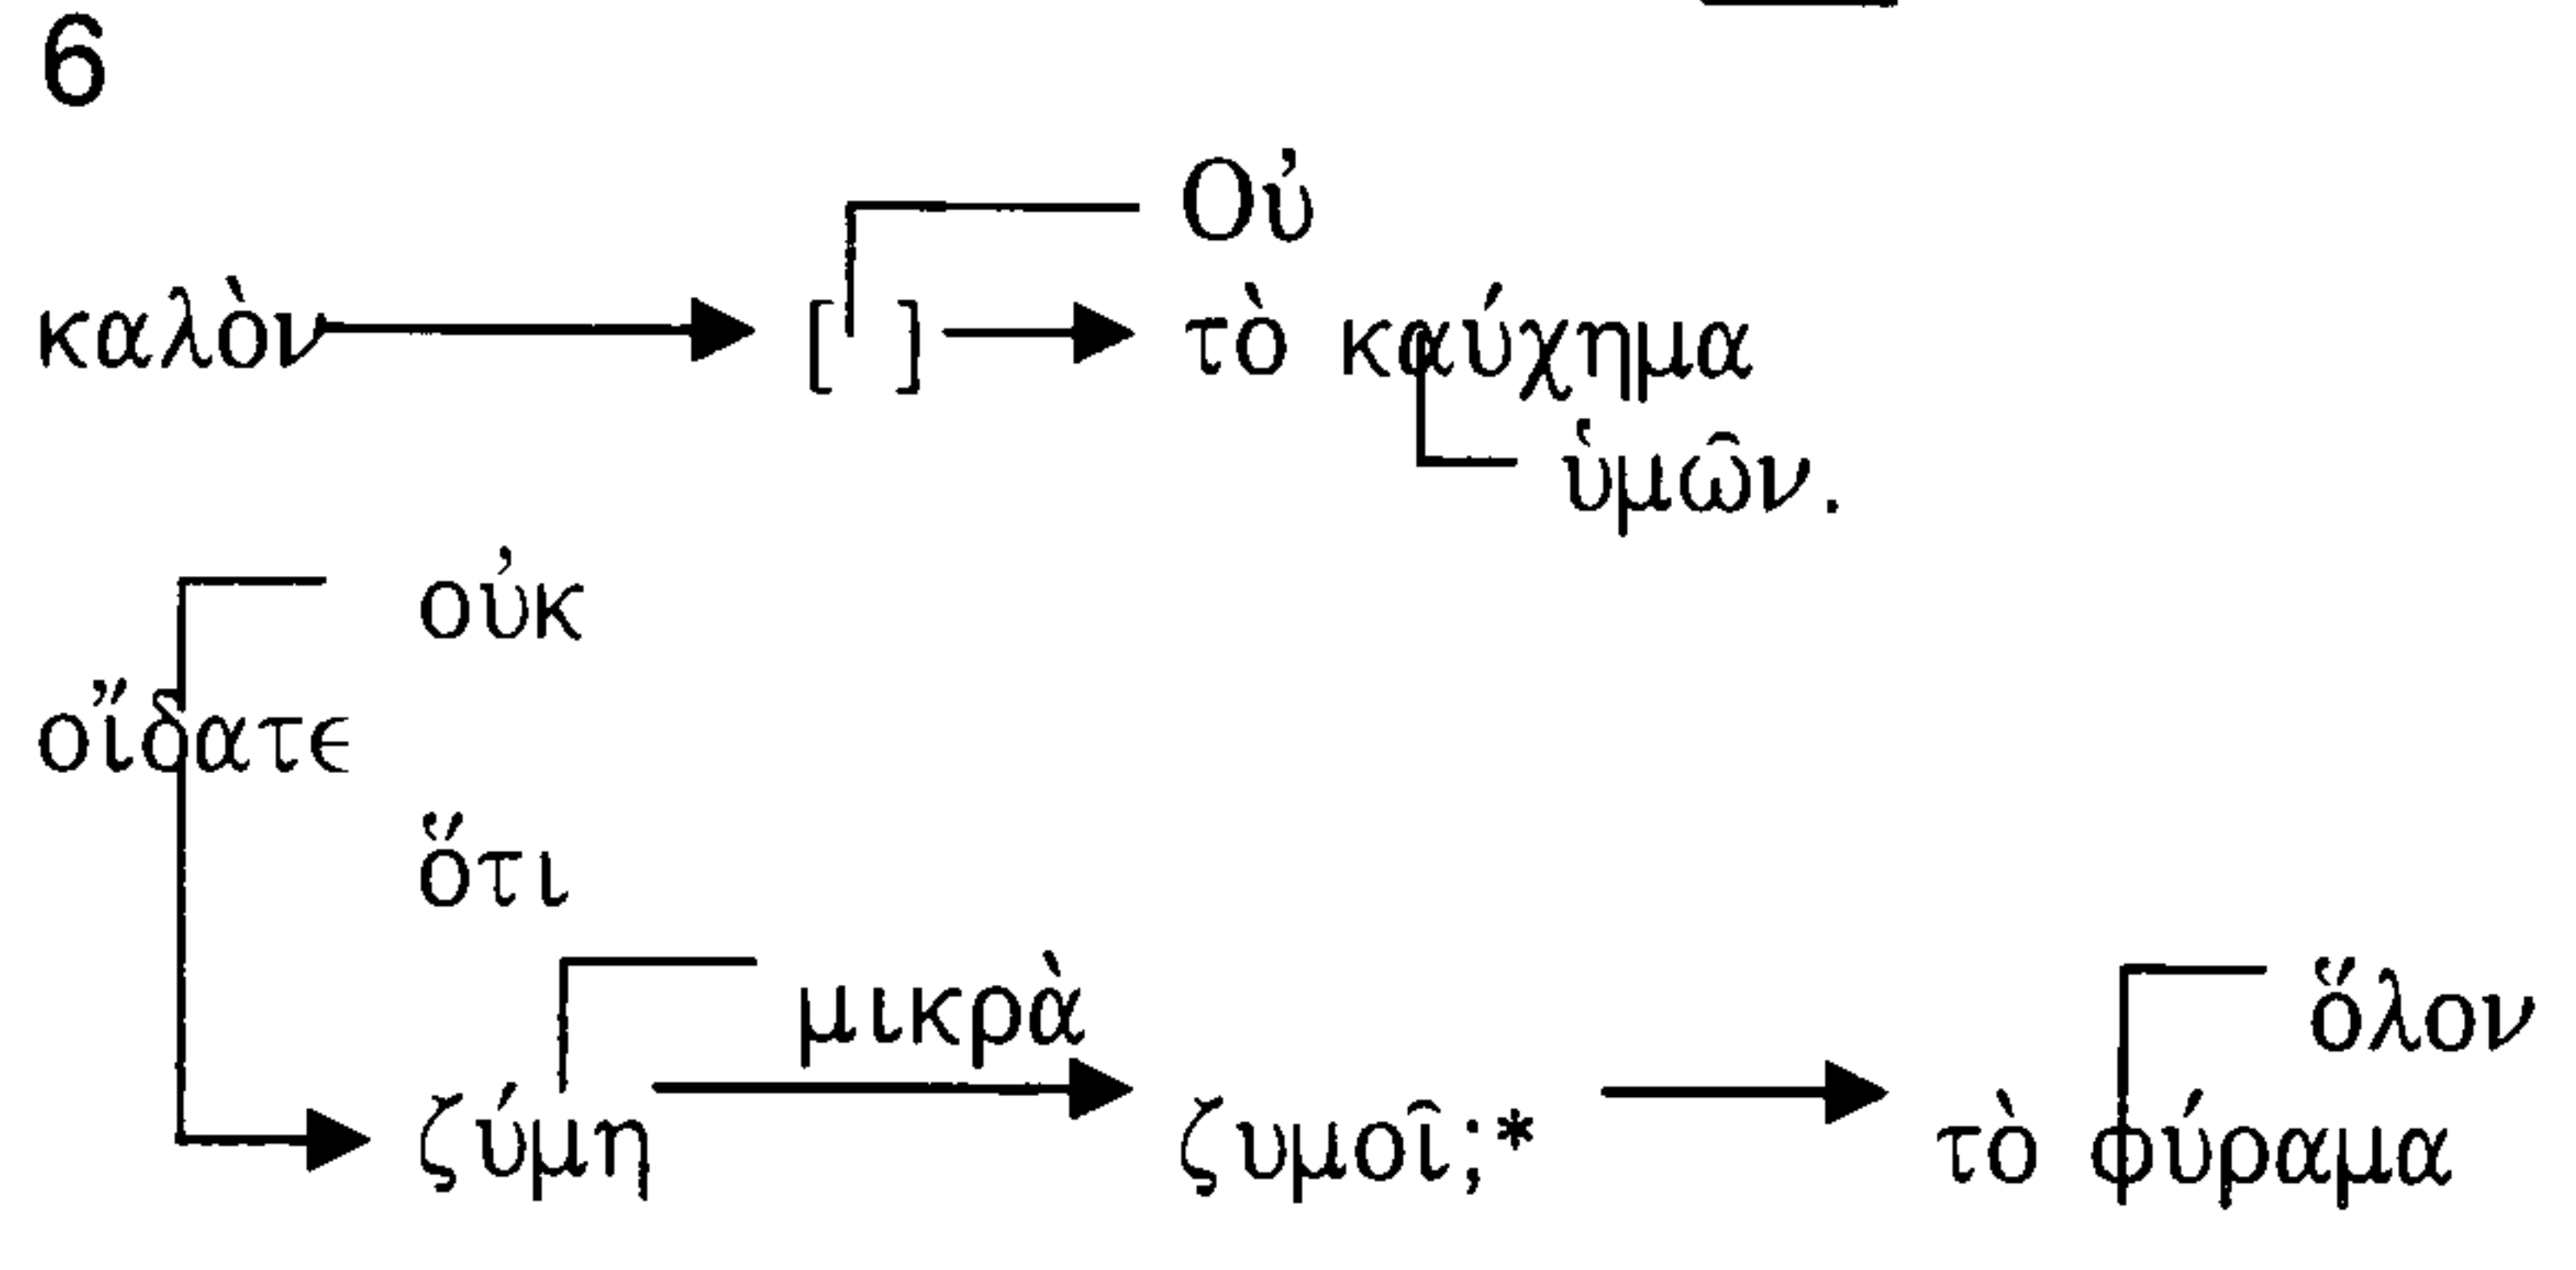 6
Οὐ
καλὸν [ ] τὸ καύχημα
ὑμῶν.
οὐκ
οἴδατε
ὅτι
μικρὰ ὅλον
ζύμη ζυμοῖ;* τὸ φύραμα